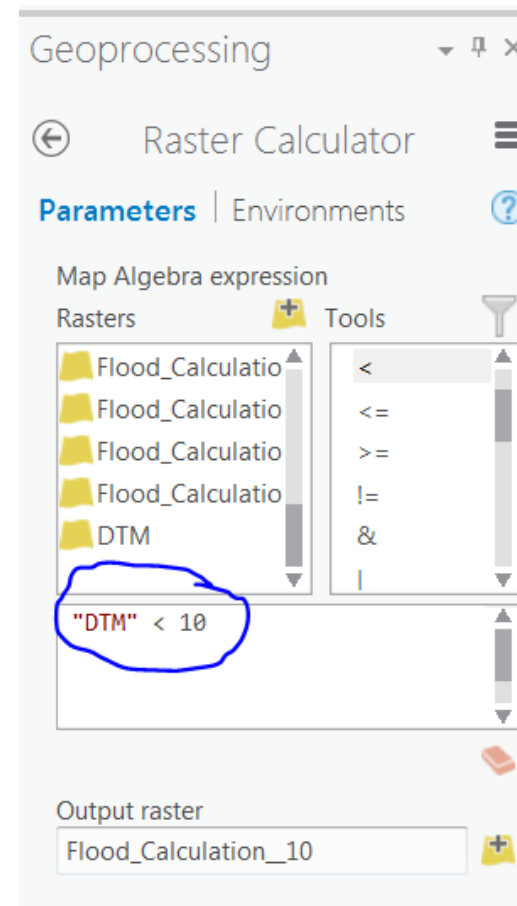 Geoprocessing
Raster Calculator
Parameters | Environments
?
Map Algebra expression
Rasters
Tools
Flood_Calculatio
Flood_Calculatio
Flood_Calculatio
Flood_Calculatio
DTM
<
<=
>=
!=
&
|
"DTM" < 10
Output raster
Flood_Calculation__10